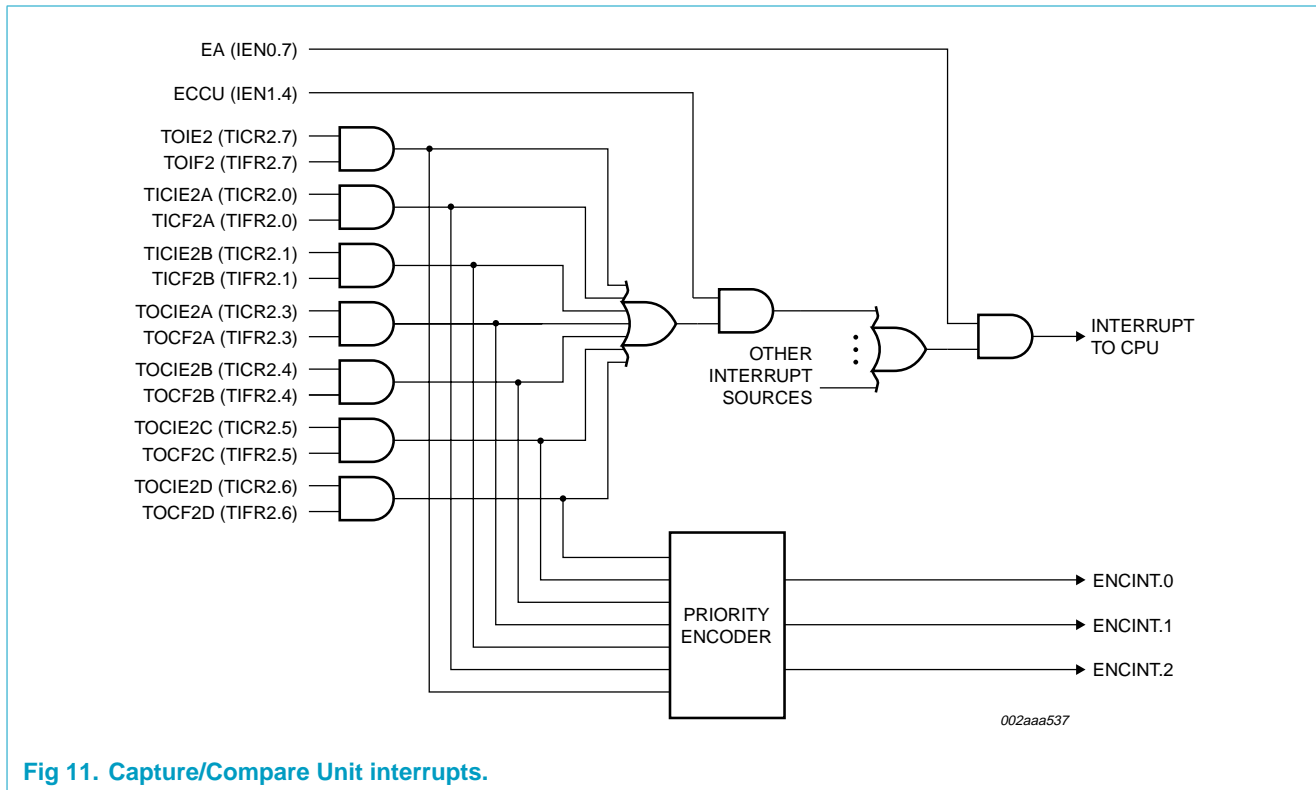 EA (IEN0.7)
ECCU (IEN1.4)
TOIE2 (TICR2.7)
TOIF2 (TIFR2.7)
TICIE2A (TICR2.0)
TICF2A (TIFR2.0)
TICIE2B (TICR2.1)
TICF2B (TIFR2.1)
TOCIE2A (TICR2.3)
TOCF2A (TIFR2.3)
TOCIE2B (TICR2.4)
TOCF2B (TIFR2.4)
TOCIE2C (TICR2.5)
TOCF2C (TIFR2.5)
TOCIE2D (TICR2.6)
TOCF2D (TIFR2.6)
OTHER
INTERRUPT
SOURCES
INTERRUPT
TO CPU
PRIORITY
ENCODER
ENCINT.0
ENCINT.1
ENCINT.2
002aaa537
Fig 11. Capture/Compare Unit interrupts.